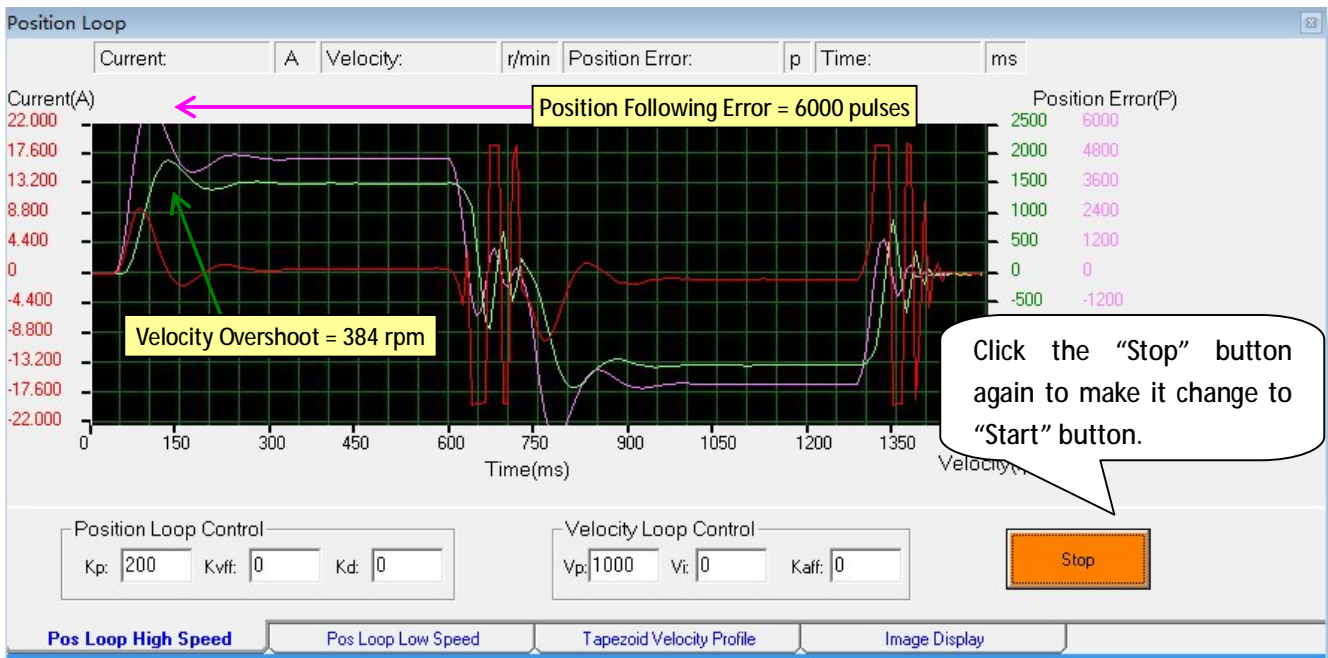 Position Loop
Current: A Velocity: r/min Position Error: p Time: ms
Current(A) Position Error(P)
Position Following Error = 6000 pulses
22.000 2500 6000
17.600 2000 4800
13.200 1500 3600
8.800 1000 2400
4.400 500 1200
0 0 0
-4.400 -500 -1200
-8.800
Velocity Overshoot = 384 rpm
-13.200
-17.600
-22.000
Click the “Stop” button
again to make it change to
“Start” button.
0 150 300 450 600 750 900 1050 1200 1350
Time(ms)
Position Loop Control Velocity Loop Control
Kp: 200 Kvff: 0 Kd: 0 Vp: 1000 Vi: 0 Kaff: 0
Stop
Pos Loop High Speed Pos Loop Low Speed Tapezoid Velocity Profile Image Display